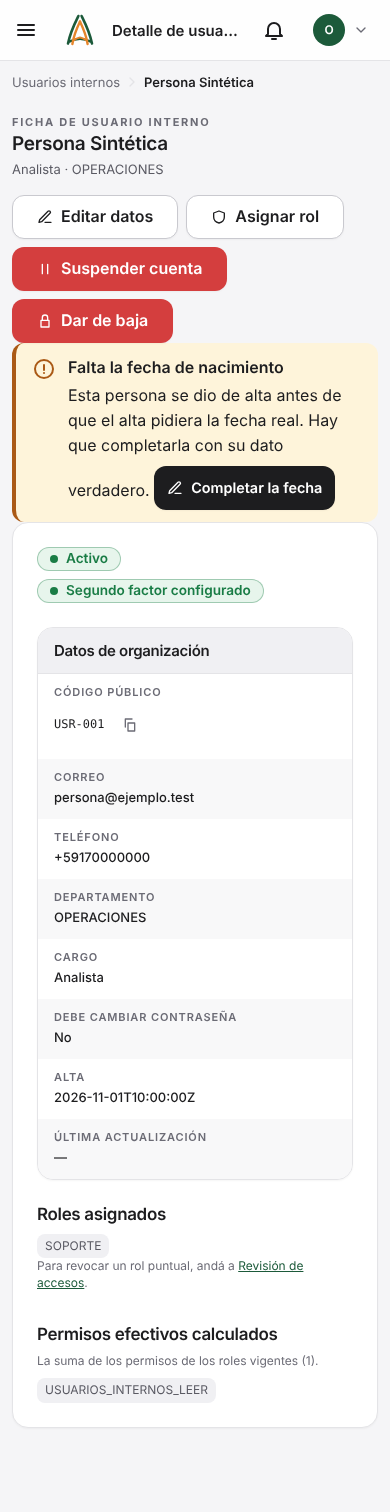 Detalle de usua...
O
Usuarios internos
Persona Sintética
FICHA DE USUARIO INTERNO
Persona Sintética
Analista · OPERACIONES
Editar datos
Asignar rol
Suspender cuenta
Dar de baja
Falta la fecha de nacimiento
Esta persona se dio de alta antes de
que el alta pidiera la fecha real. Hay
que completarla con su dato
verdadero.
Completar la fecha
Activo
Segundo factor configurado
Datos de organización
CÓDIGO PÚBLICO
USR-001
CORREO
persona@ejemplo.test
TELÉFONO
+59170000000
DEPARTAMENTO
OPERACIONES
CARGO
Analista
DEBE CAMBIAR CONTRASEÑA
No
ALTA
2026-11-01T10:00:00Z
ÚLTIMA ACTUALIZACIÓN
—
Roles asignados
SOPORTE
Para revocar un rol puntual, andá a Revisión de
accesos.
Permisos efectivos calculados
La suma de los permisos de los roles vigentes (1).
USUARIOS_INTERNOS_LEER